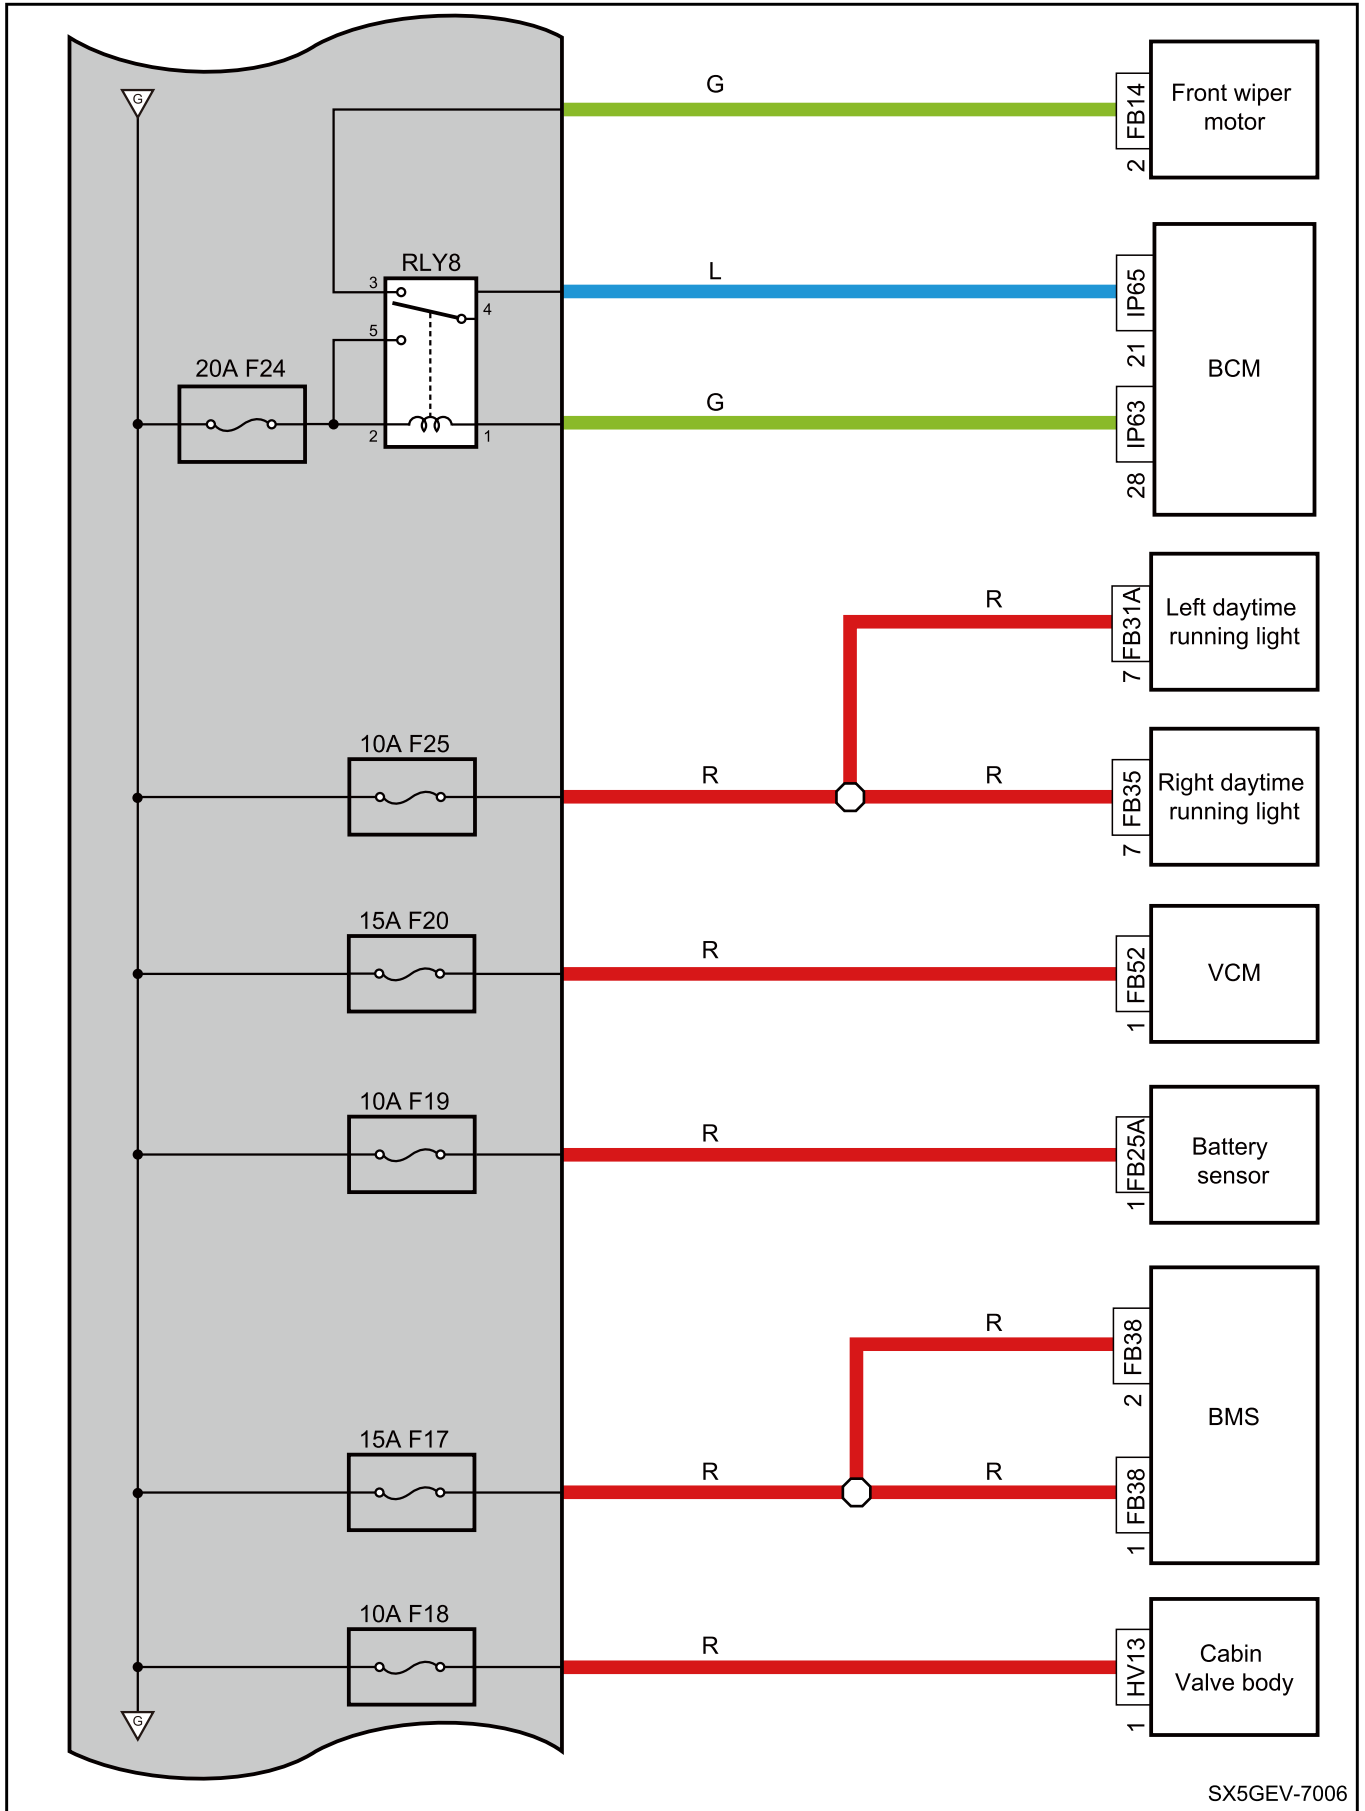 G
G
FB14
2
Front wiper
motor
RLY8
3
4
5
2
1
20A F24
L
IP65
21
G
IP63
28
BCM
R
FB31A
7
Left daytime
running light
10A F25
R
R
FB35
7
Right daytime
running light
15A F20
R
FB52
1
VCM
10A F19
R
FB25A
1
Battery
sensor
R
FB38
2
BMS
15A F17
R
R
FB38
1
10A F18
R
HV13
1
Cabin
Valve body
G
SX5GEV-7006